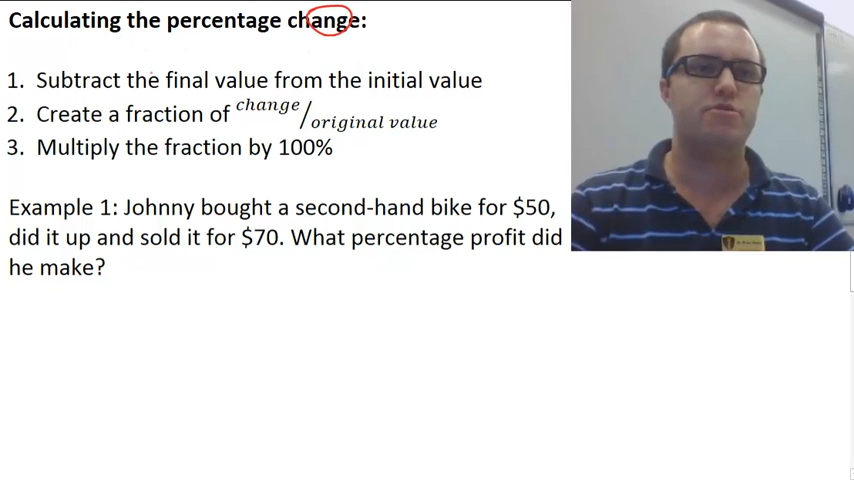 Calculating the percentage change:
1. Subtract the final value from the initial value
2. Create a fraction of change/original value
3. Multiply the fraction by 100%
Example 1: Johnny bought a second-hand bike for $50,
did it up and sold it for $70. What percentage profit did
he make?